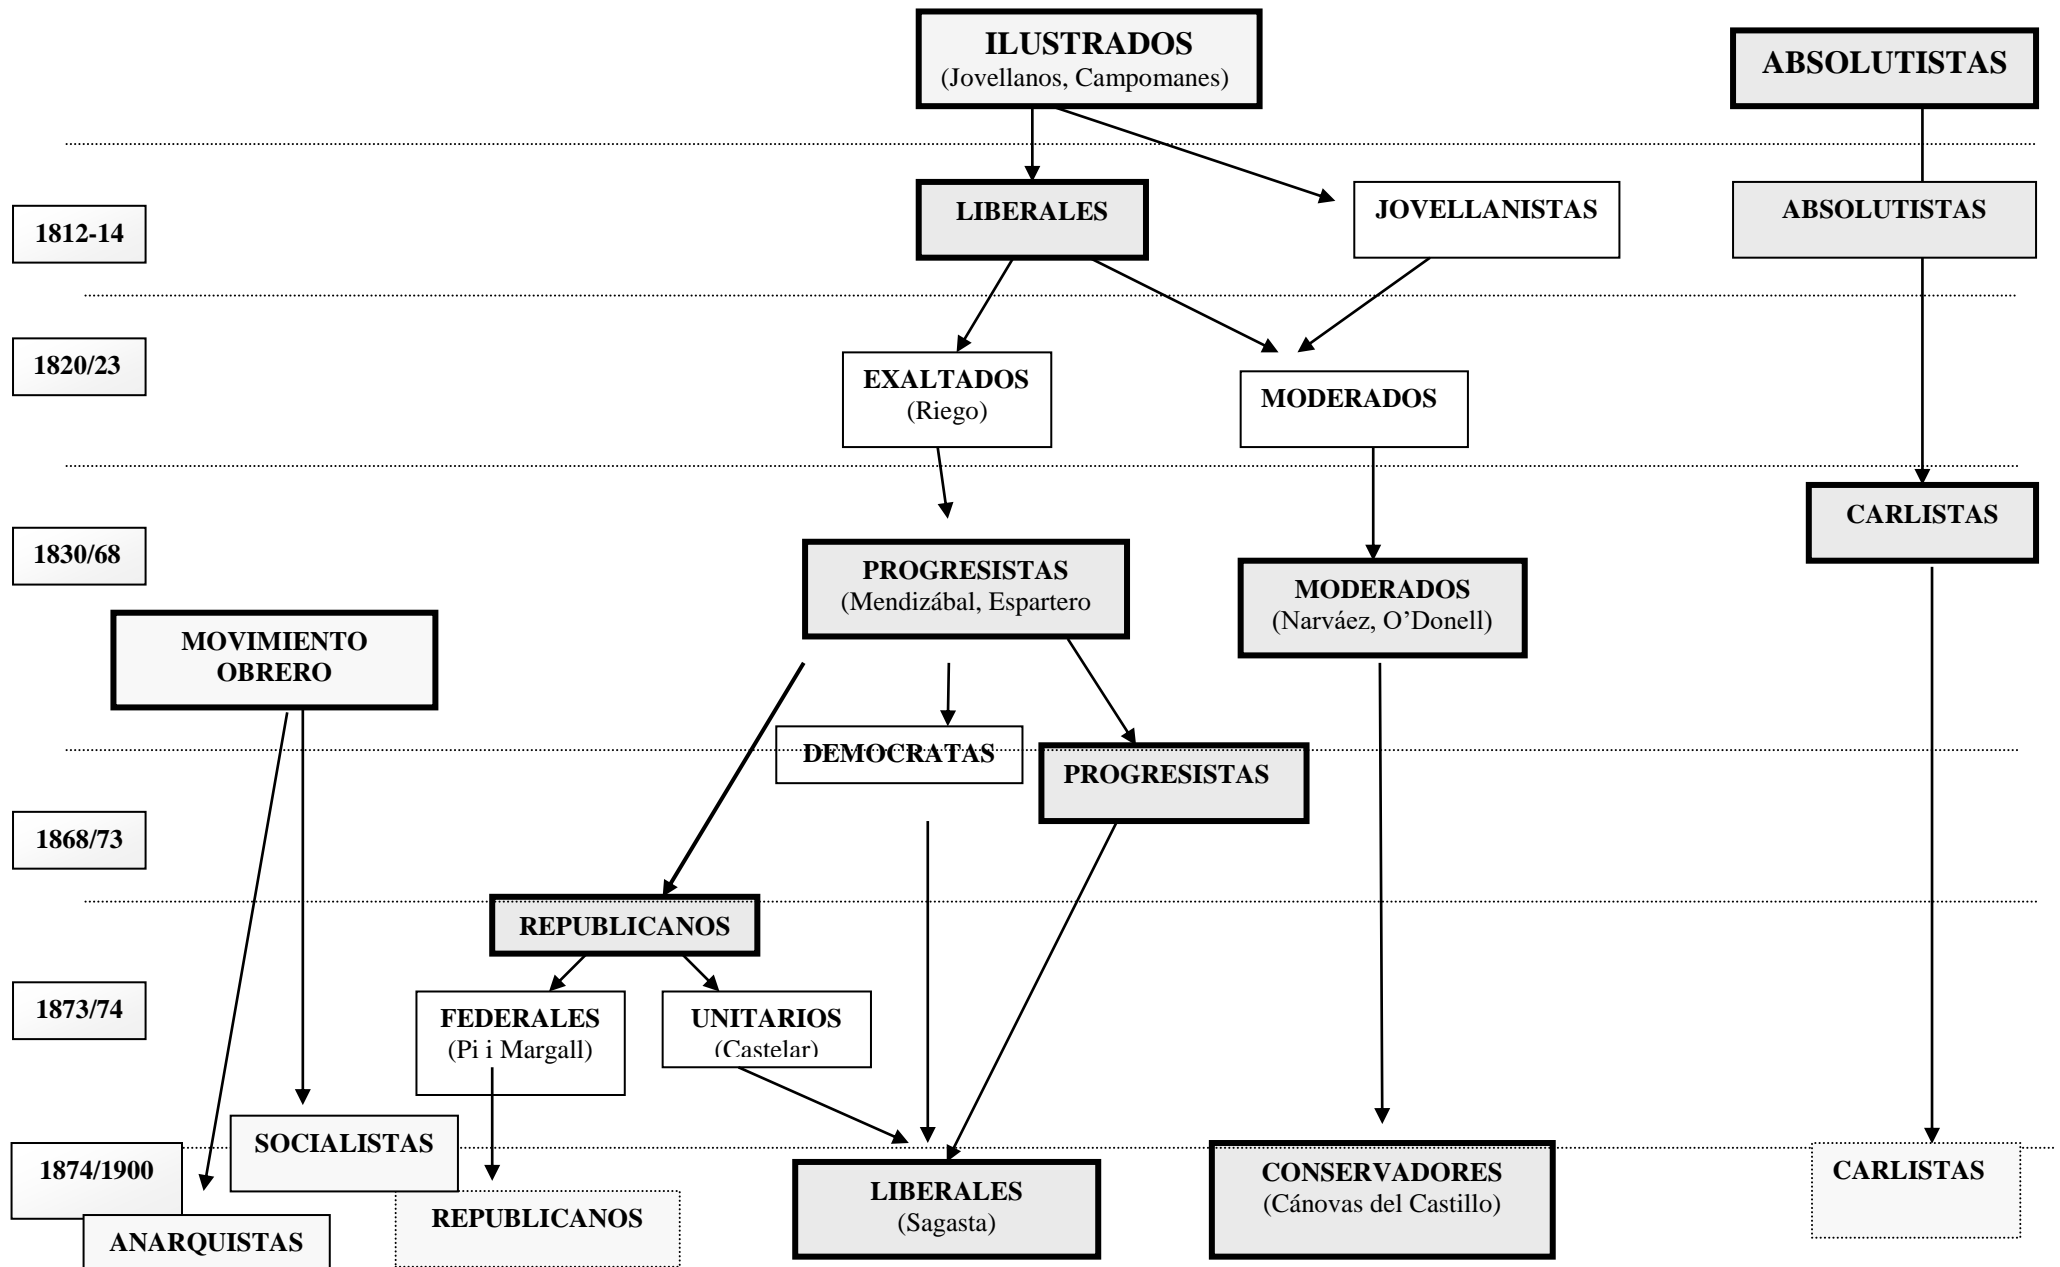 ILUSTRADOS
(Jovellanos, Campomanes)
ABSOLUTISTAS
1812-14
LIBERALES
JOVELLANISTAS
ABSOLUTISTAS
1820/23
EXALTADOS
(Riego)
MODERADOS
1830/68
PROGRESISTAS
(Mendizábal, Espartero
MODERADOS
(Narváez, O’Donell)
CARLISTAS
MOVIMIENTO
OBRERO
DEMOCRATAS
PROGRESISTAS
1868/73
REPUBLICANOS
1873/74
FEDERALES
(Pi i Margall)
UNITARIOS
(Castelar)
1874/1900
SOCIALISTAS
ANARQUISTAS
REPUBLICANOS
LIBERALES
(Sagasta)
CONSERVADORES
(Cánovas del Castillo)
CARLISTAS